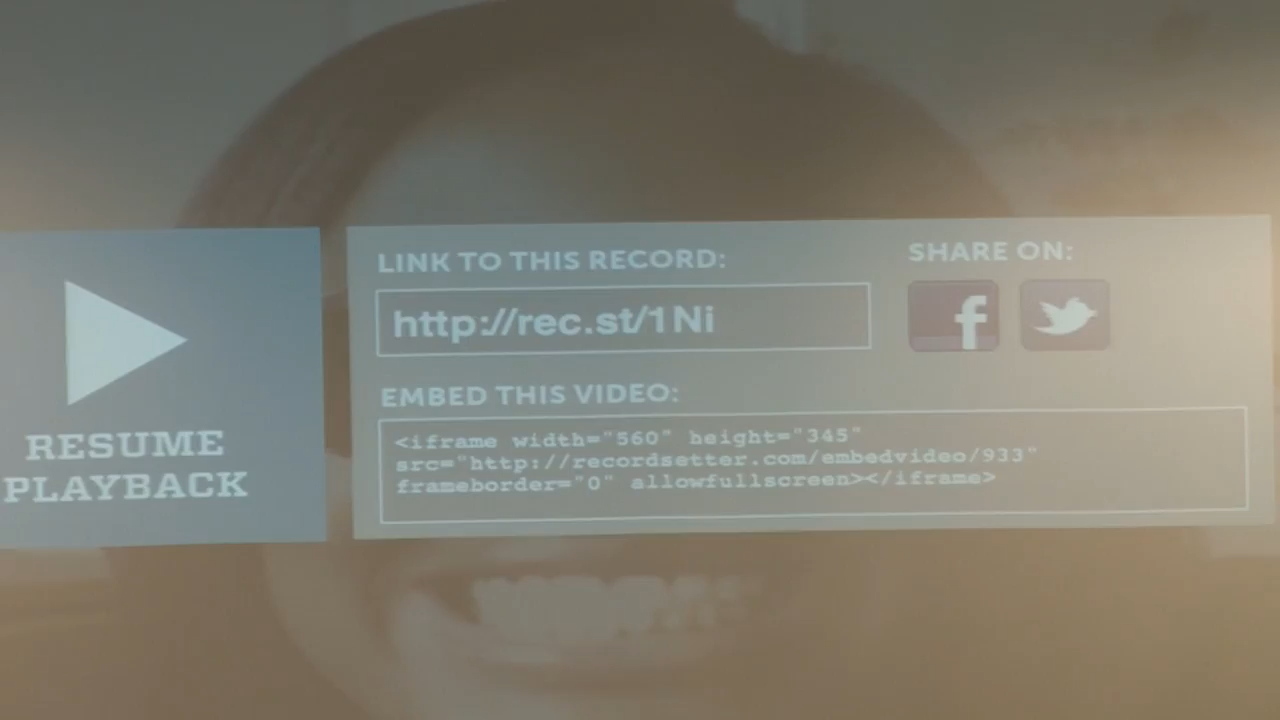 LINK TO THIS RECORD:
SHARE ON:
http://rec.st/1Ni
f
EMBED THIS VIDEO:
<iframe width="560" height="345"
src="http://recordsetter.com/embedvideo/933"
frameborder="0" allowfullscreen></iframe>
RESUME
PLAYBACK